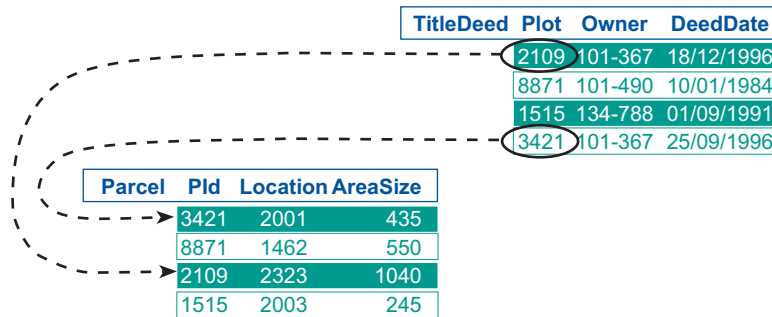 TitleDeed Plot Owner DeedDate
2109 101-367 18/12/1996
8871 101-490 10/01/1984
1515 134-788 01/09/1991
3421 101-367 25/09/1996
Parcel PId Location AreaSize
3421 2001 435
8871 1462 550
2109 2323 1040
1515 2003 245